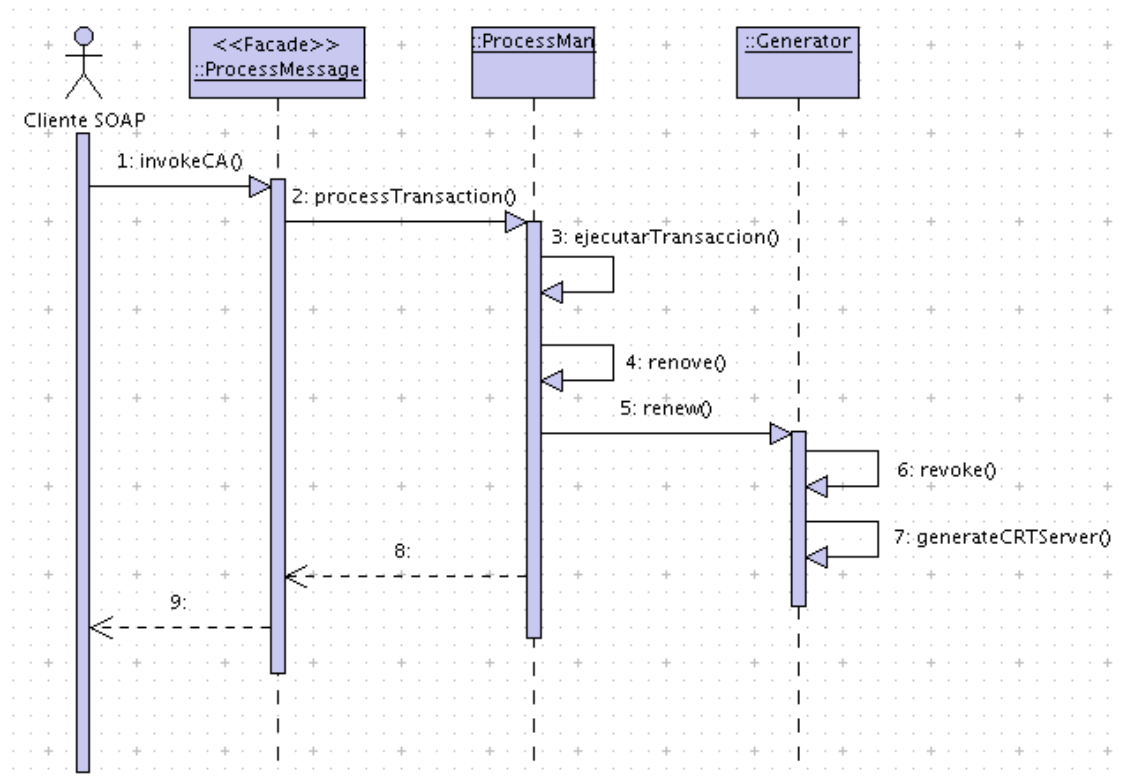 <<Facade>>
::ProcessMessage
::ProcessMan
::Generator
Cliente SOAP
1: invokeCA()
2: processTransaction()
3: ejecutarTransaccion()
4: renove()
5: renew()
6: revoke()
7: generateCRTServer()
8:
9: